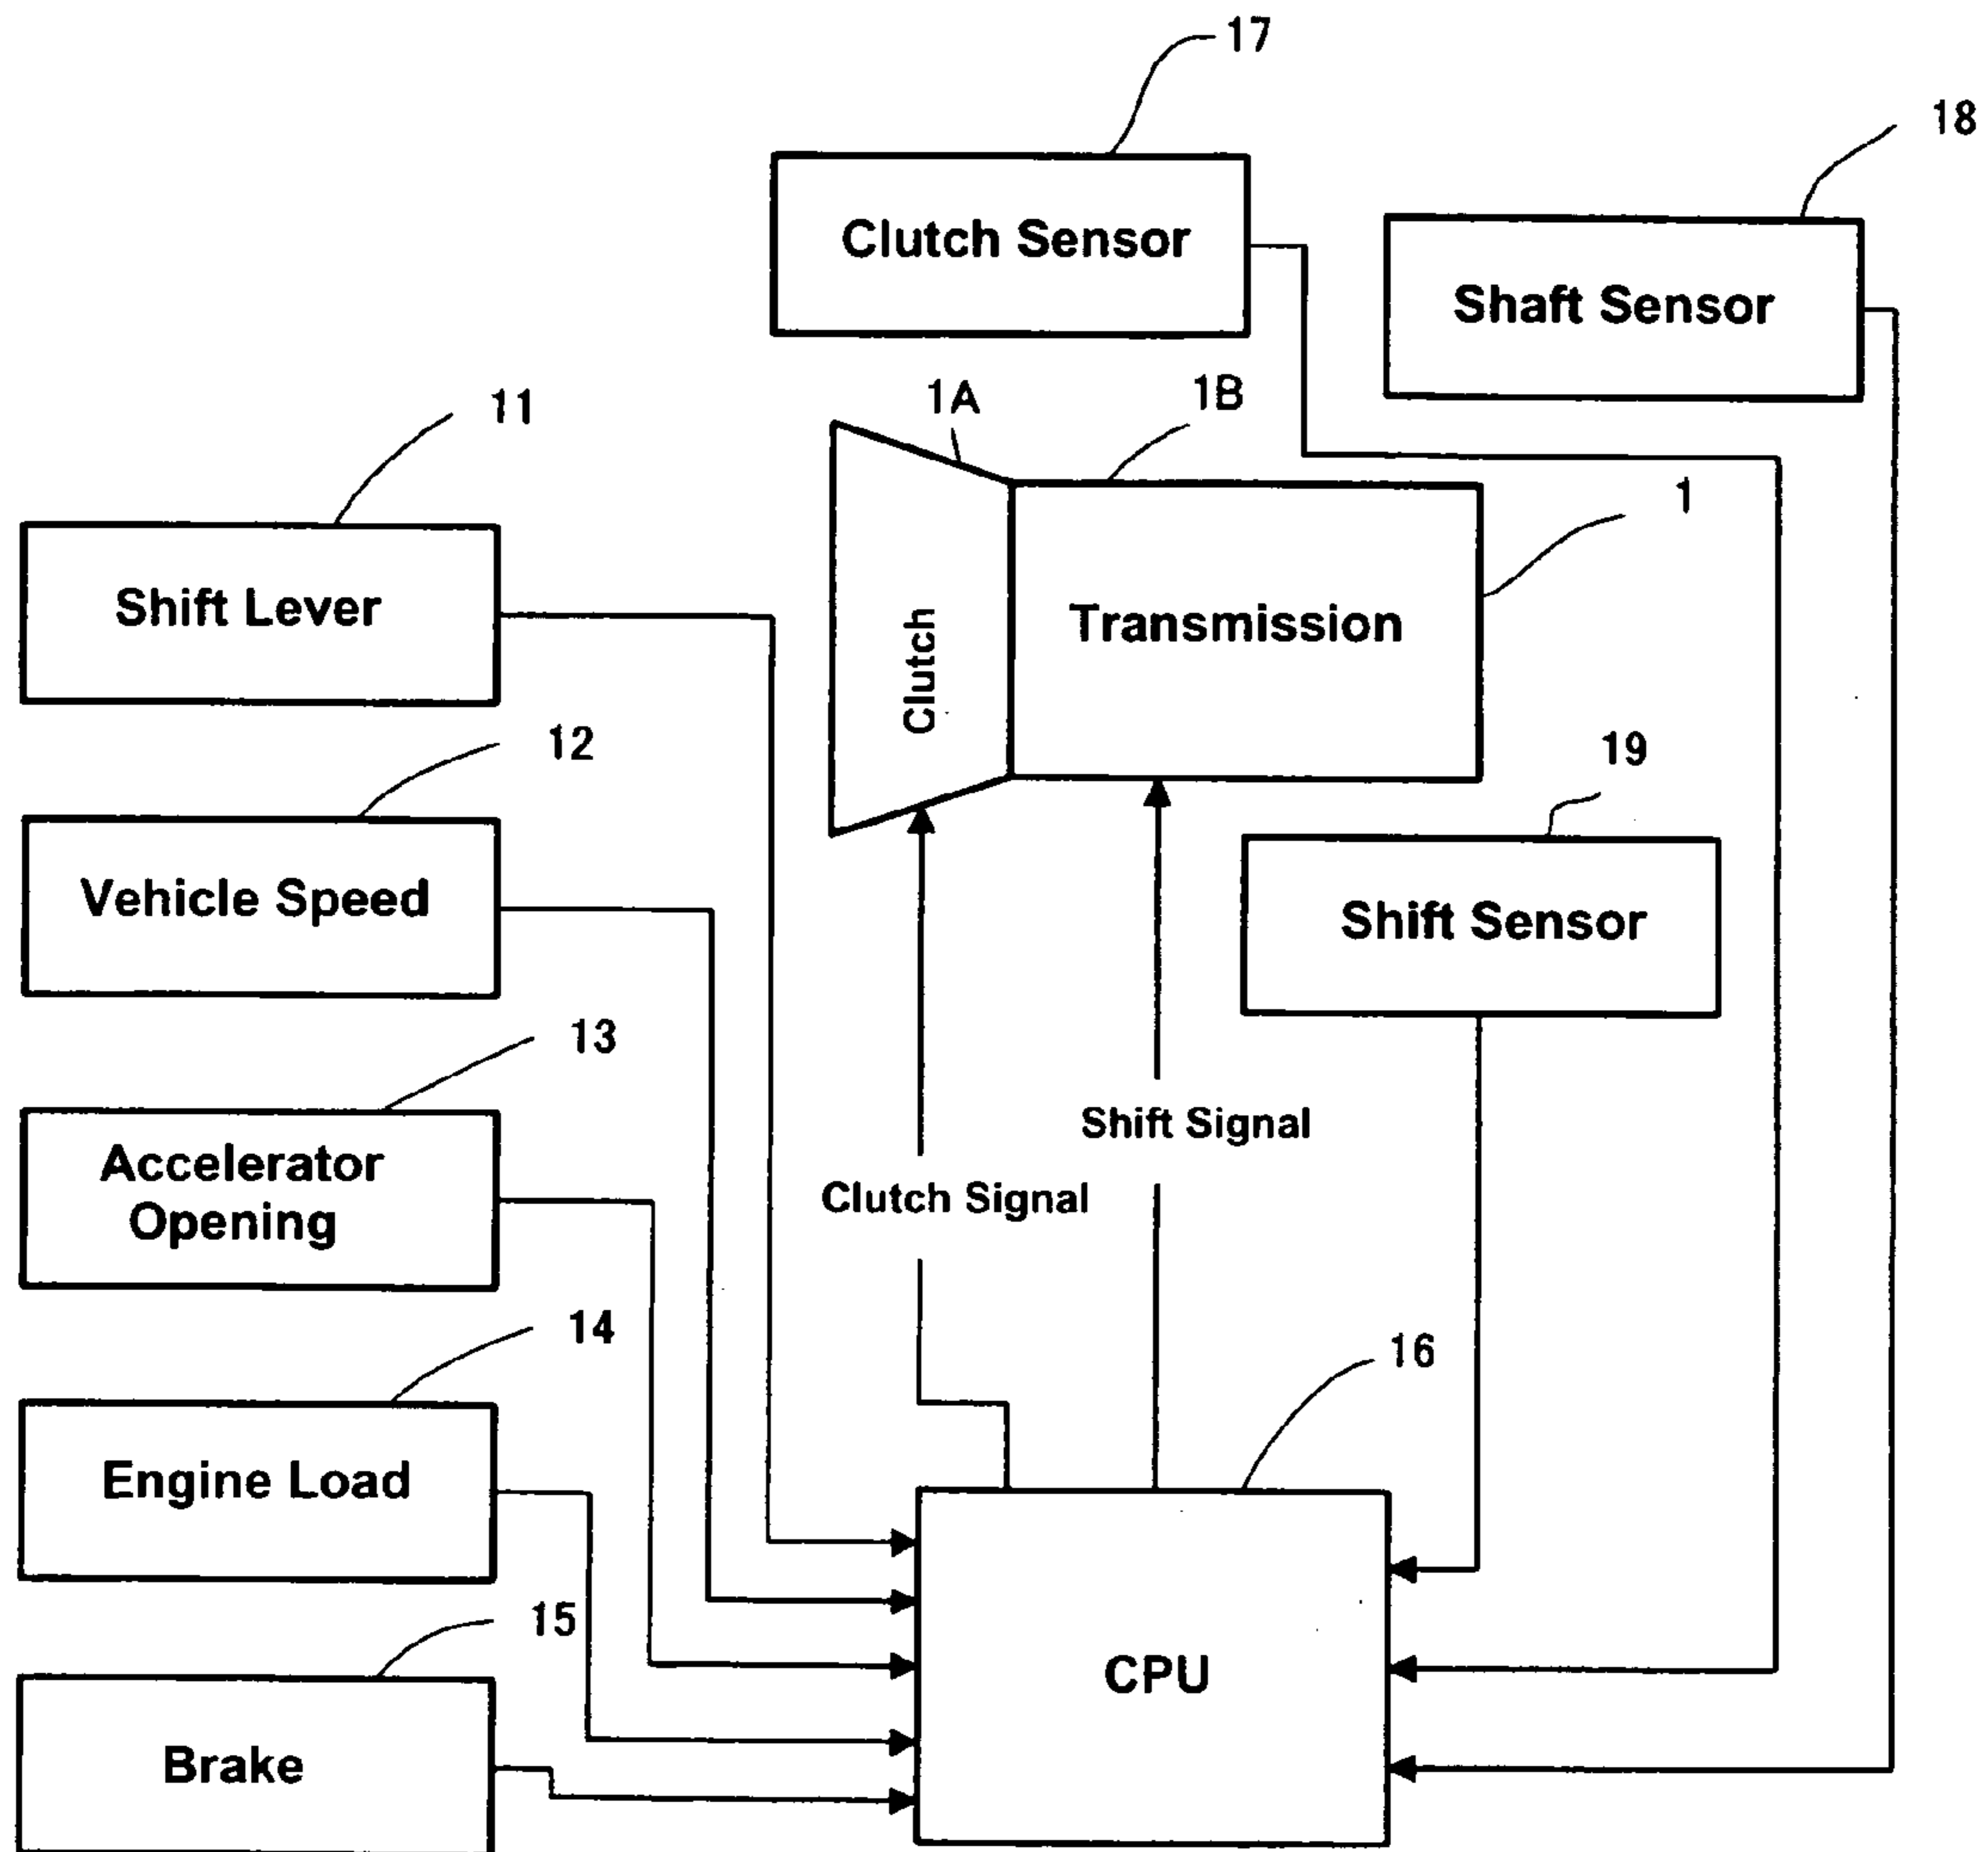 17
18
Clutch Sensor
Shaft Sensor
1A
1B
11
1
Shift Lever
Clutch
Transmission
12
19
Vehicle Speed
Shift Sensor
13
Accelerator
Opening
Shift Signal
Clutch Signal
14
16
Engine Load
15
CPU
Brake